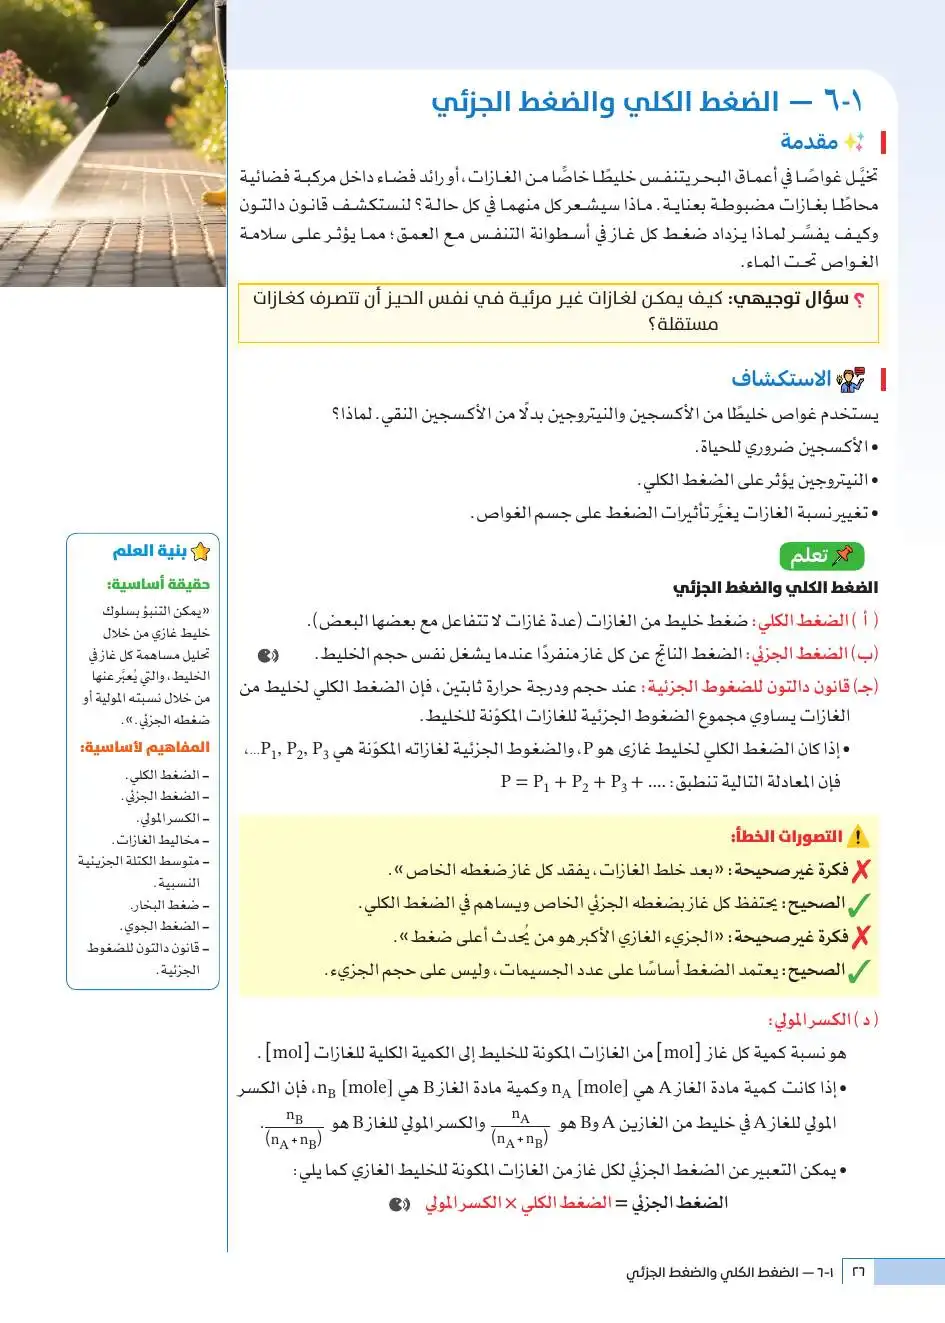 ٦-١ — الضغط الكلي والضغط الجزئي
مقدمة
تخيَّل غواصًا في أعماق البحر يتنفس خليطًا خاصًّا من الغازات، أو رائد فضاء داخل مركبة فضائية
محاطًا بغازات مضبوطة بعناية. ماذا سيشعر كل منهما في كل حالة؟ لنستكشف قانون دالتون
وكيف يفسَّر لماذا يزداد ضغط كل غاز في أسطوانة التنفس مع العمق؛ مما يؤثر على سلامة
الغواص تحت الماء.
؟ سؤال توجيهي: كيف يمكن لغازات غير مرئية في نفس الحيز أن تتصرف كغازات
مستقلة؟
الاستكشاف
يستخدم غواص خليطًا من الأكسجين والنيتروجين بدلًا من الأكسجين النقي. لماذا؟
• الأكسجين ضروري للحياة.
• النيتروجين يؤثر على الضغط الكلي.
• تغيير نسبة الغازات يغيَّر تأثيرات الضغط على جسم الغواص.
تعلم
الضغط الكلي والضغط الجزئي
(أ) الضغط الكلي: ضغط خليط من الغازات (عدة غازات لا تتفاعل مع بعضها البعض).
(ب) الضغط الجزئي: الضغط الناتج عن كل غاز منفردًا عندما يشغل نفس حجم الخليط.
(جـ) قانون دالتون للضغوط الجزئية: عند حجم ودرجة حرارة ثابتين، فإن الضغط الكلي لخليط من
الغازات يساوي مجموع الضغوط الجزئية للغازات المكوّنة للخليط.
• إذا كان الضغط الكلي لخليط غازى هو P، والضغوط الجزئية لغازاته المكوّنة هي P₁, P₂, P₃ ...،
فإن المعادلة التالية تنطبق: P = P₁ + P₂ + P₃ + ....
التصورات الخطأ:
فكرة غير صحيحة: «بعد خلط الغازات، يفقد كل غاز ضغطه الخاص».
الصحيح: يحتفظ كل غاز بضغطه الجزئي الخاص ويساهم في الضغط الكلي.
فكرة غير صحيحة: «الجزيء الغازي الأكبر هو من يُحدث أعلى ضغط».
الصحيح: يعتمد الضغط أساسًا على عدد الجسيمات، وليس على حجم الجزيء.
(د) الكسر المولي:
هو نسبة كمية كل غاز [mol] من الغازات المكونة للخليط إلى الكمية الكلية للغازات [mol].
• إذا كانت كمية مادة الغاز A هي nA [mole] وكمية مادة الغاز B هي nB [mole]، فإن الكسر
المولي للغاز A في خليط من الغازين A وB هو nA/(nA+nB) والكسر المولي للغاز B هو nB/(nA+nB).
• يمكن التعبير عن الضغط الجزئي لكل غاز من الغازات المكونة للخليط الغازي كما يلي:
الضغط الجزئي = الضغط الكلي × الكسر المولي
بنية العلم
حقيقة أساسية:
«يمكن التنبؤ بسلوك
خليط غازي من خلال
تحليل مساهمة كل غاز في
الخليط، والتي يُعبَّر عنها
من خلال نسبته المولية أو
ضغطه الجزئي.».
المفاهيم لأساسية:
- الضغط الكلي.
- الضغط الجزئي.
- الكسر المولي.
- مخاليط الغازات.
- متوسط الكتلة الجزيئية
النسبية.
- ضغط البخار.
- الضغط الجوي.
- قانون دالتون للضغوط
الجزئية.
٢٦
٦-١ — الضغط الكلي والضغط الجزئي